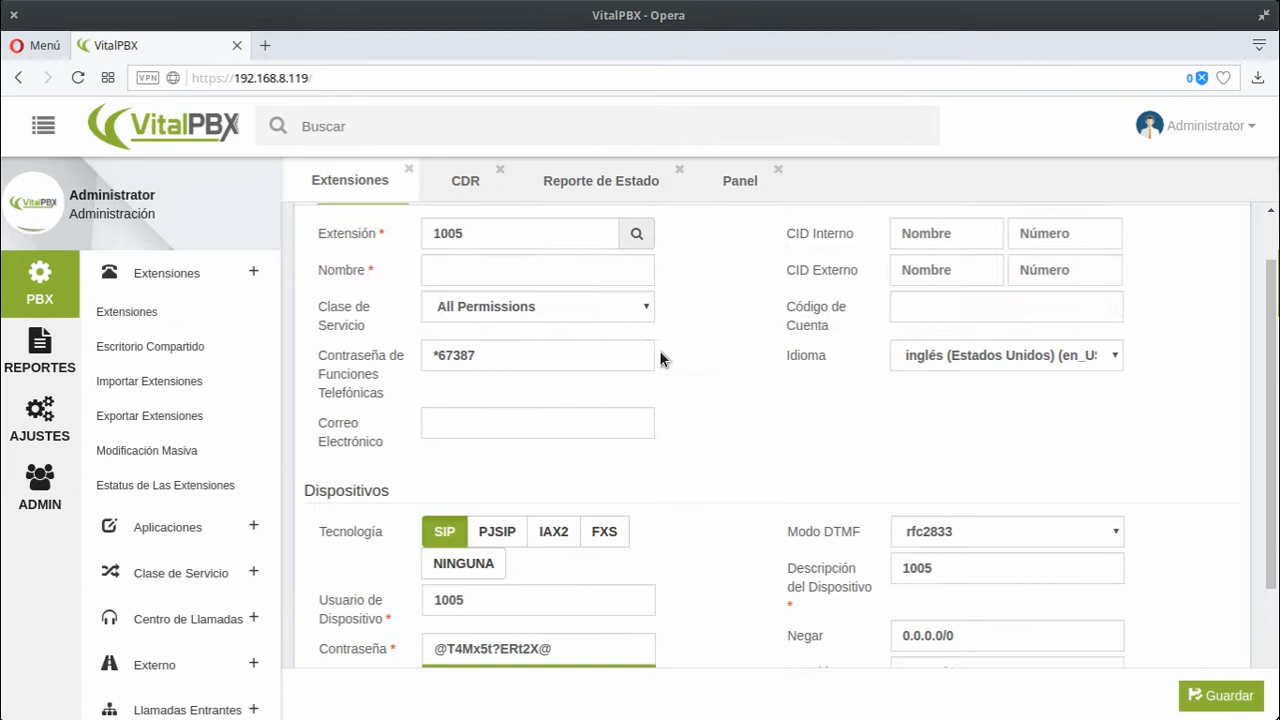 VitalPBX - Opera
Menú
VitalPBX
VPN
https://192.168.8.119/
0
VitalPBX
Buscar
Administrator
VitalPBX
Administrator
Administración
Extensiones
CDR
Reporte de Estado
Panel
PBX
REPORTES
AJUSTES
ADMIN
Extensiones +
Extensiones
Escritorio Compartido
Importar Extensiones
Exportar Extensiones
Modificación Masiva
Estatus de Las Extensiones
Aplicaciones +
Clase de Servicio +
Centro de Llamadas +
Externo +
Llamadas Entrantes +
Extensión * 1005
Nombre *
Clase de
Servicio
All Permissions
Contraseña de
Funciones
Telefónicas
*67387
Correo
Electrónico
CID Interno Nombre Número
CID Externo Nombre Número
Código de
Cuenta
Idioma inglés (Estados Unidos) (en_U
Dispositivos
Tecnología SIP PJSIP IAX2 FXS
NINGUNA
Usuario de
Dispositivo *
1005
Contraseña * @T4Mx5t?ERt2X@
Modo DTMF rfc2833
Descripción
del Dispositivo
*
1005
Negar 0.0.0.0/0
Guardar